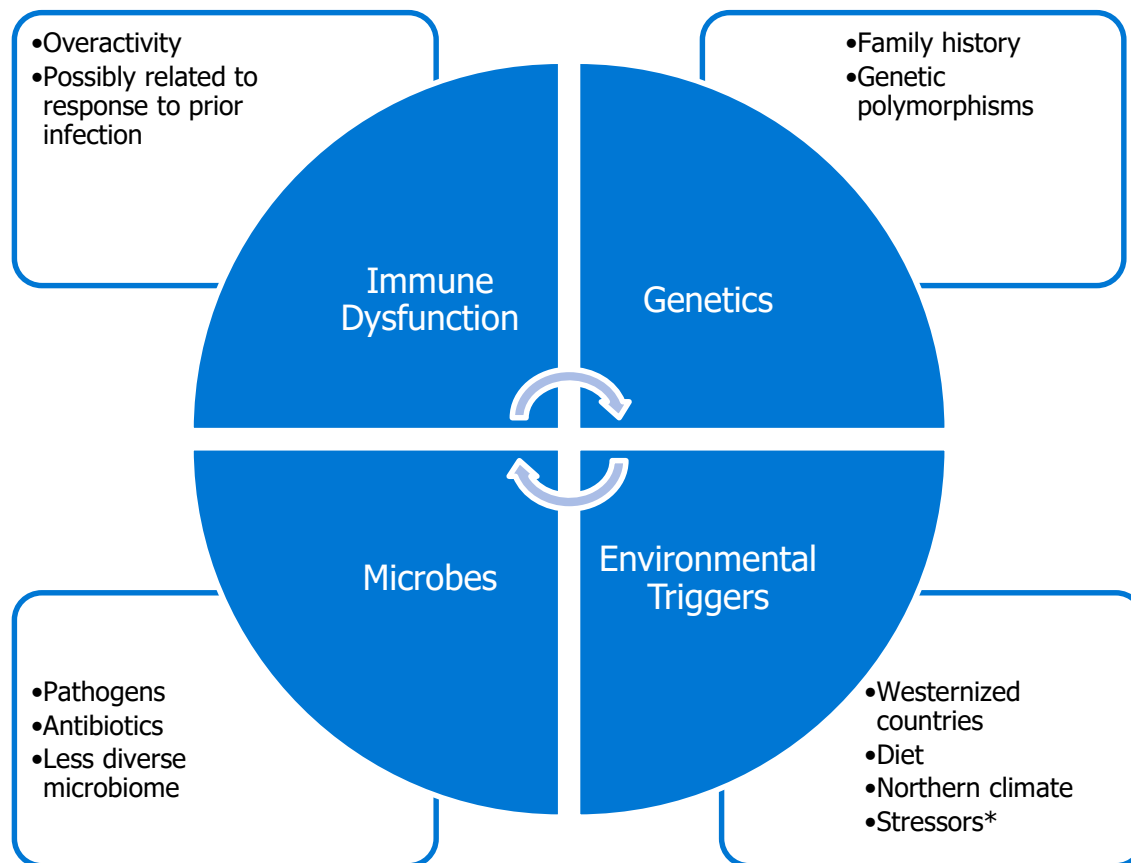 •Overactivity
•Possibly related to
response to prior
infection
•Family history
•Genetic
polymorphisms
Immune
Dysfunction
Genetics
Microbes
Environmental
Triggers
•Pathogens
•Antibiotics
•Less diverse
microbiome
•Westernized
countries
•Diet
•Northern climate
•Stressors*